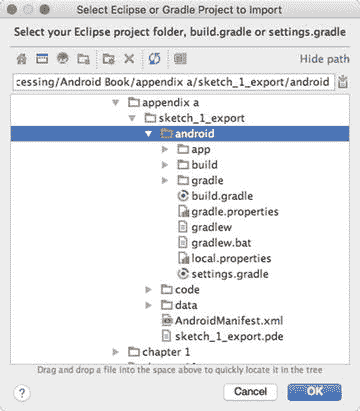 Select Eclipse or Gradle Project to Import
Select your Eclipse project folder, build.gradle or settings.gradle
Hide path
cessing/Android Book/appendix a/sketch_1_export/android
appendix a
sketch_1_export
android
app
build
gradle
build.gradle
gradle.properties
gradlew
gradlew.bat
local.properties
settings.gradle
code
data
AndroidManifest.xml
sketch_1_export.pde
chapter 1
Drag and drop a file into the space above to quickly locate it in the tree
?
Cancel
OK